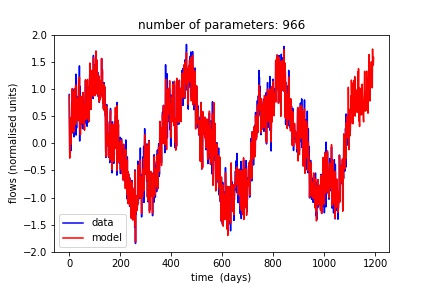 number of parameters: 966
flows (normalised units)
2.0
1.5
1.0
0.5
0.0
−0.5
−1.0
−1.5
−2.0
data
model
0 200 400 600 800 1000 1200
time (days)